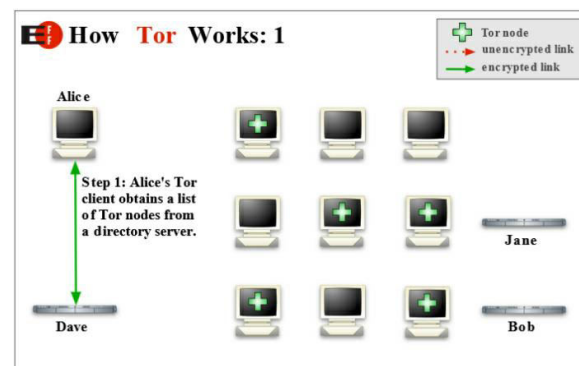 EFF How Tor Works: 1
Tor node
unencrypted link
encrypted link
Alice
Step 1: Alice's Tor
client obtains a list
of Tor nodes from
a directory server.
Jane
Dave
Bob